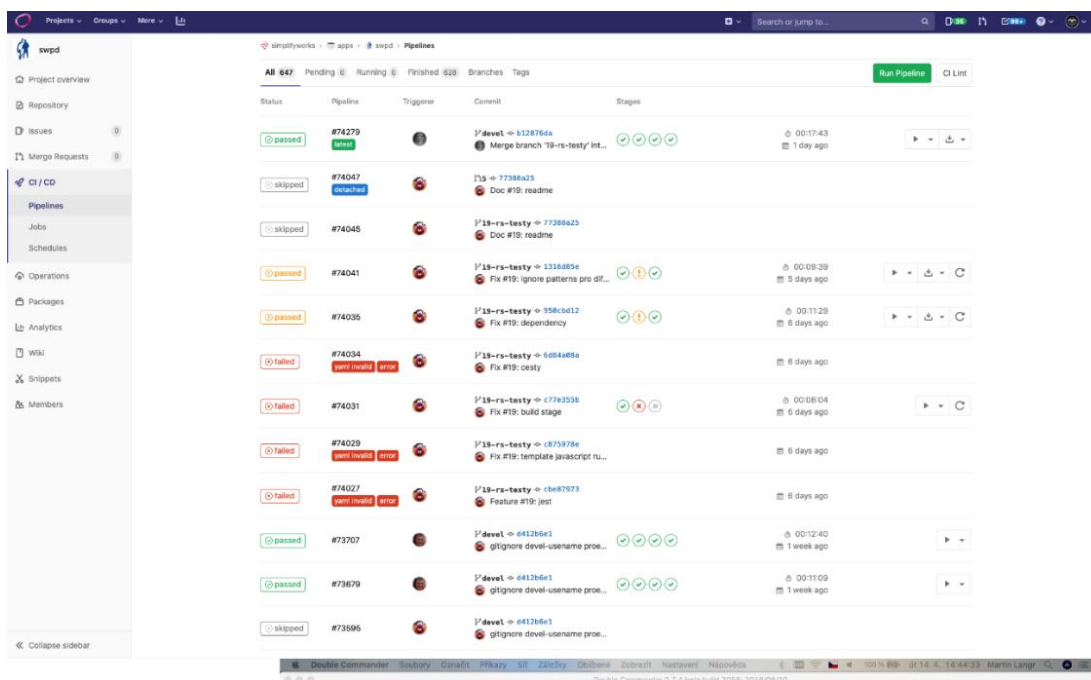 Projects Groups More Search or jump to... 36 99+
swpd
simplifyworks › apps › swpd › Pipelines
Project overview
Repository
Issues 0
Merge Requests 0
CI / CD
Pipelines
Jobs
Schedules
Operations
Packages
Analytics
Wiki
Snippets
Members
Collapse sidebar
All 647 Pending 0 Running 0 Finished 628 Branches Tags Run Pipeline CI Lint
Status Pipeline Triggerer Commit Stages
passed #74279 devel b12876da 00:17:43
latest Merge branch '19-rs-testy' int... 1 day ago
skipped #74047 15 77388a25
detached Doc #19: readme
skipped #74045 19-rs-testy 77388a25
Doc #19: readme
passed #74041 19-rs-testy 1316d85e 00:09:39
Fix #19: ignore patterns pro dif... 5 days ago
passed #74035 19-rs-testy 950cbd12 00:11:29
Fix #19: dependency 6 days ago
failed #74034 19-rs-testy 6d84a08a
yaml invalid error Fix #19: cesty 6 days ago
failed #74031 19-rs-testy c77e355b 00:08:04
Fix #19: build stage 6 days ago
failed #74029 19-rs-testy c875978e
yaml invalid error Fix #19: template javascript ru... 6 days ago
failed #74027 19-rs-testy cbe87973
yaml invalid error Feature #19: jest 6 days ago
passed #73707 devel d412b6e1 00:12:40
gitignore devel-usename proe... 1 week ago
passed #73679 devel d412b6e1 00:11:09
gitignore devel-usename proe... 1 week ago
skipped #73595 devel d412b6e1
gitignore devel-usename proe...
Double Commander Soubory Označit Příkazy Síť Záložky Oblíbené Zobrazit Nastavení Nápověda 100 % út 14. 4. 14:44:33 Martin Langr